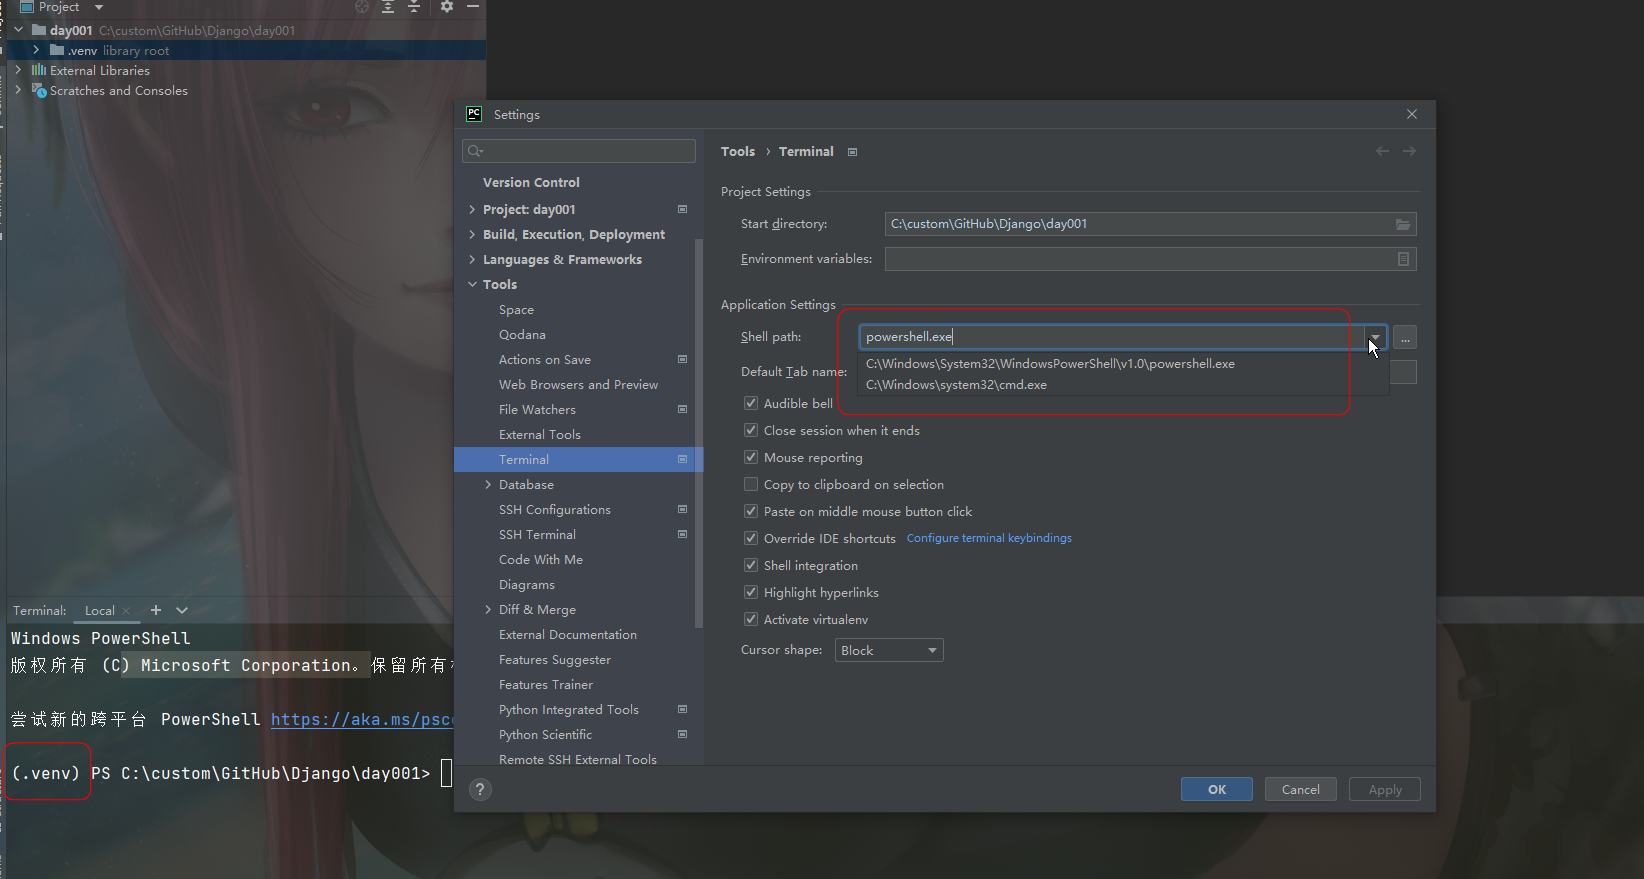 Project
day001 C:\custom\GitHub\Django\day001
.venv library root
External Libraries
Scratches and Consoles
PC Settings
Version Control
Project: day001
Build, Execution, Deployment
Languages & Frameworks
Tools
Space
Qodana
Actions on Save
Web Browsers and Preview
File Watchers
External Tools
Terminal
Database
SSH Configurations
SSH Terminal
Code With Me
Diagrams
Diff & Merge
External Documentation
Features Suggester
Features Trainer
Python Integrated Tools
Python Scientific
Remote SSH External Tools
Tools › Terminal
Project Settings
Start directory: C:\custom\GitHub\Django\day001
Environment variables:
Application Settings
Shell path: powershell.exe
...
C:\Windows\System32\WindowsPowerShell\v1.0\powershell.exe
Default Tab name:
C:\Windows\system32\cmd.exe
Audible bell
Close session when it ends
Mouse reporting
Copy to clipboard on selection
Paste on middle mouse button click
Override IDE shortcuts Configure terminal keybindings
Shell integration
Highlight hyperlinks
Activate virtualenv
Cursor shape: Block
? OK Cancel Apply
Terminal: Local
Windows PowerShell
版权所有 (C) Microsoft Corporation。保留所有
尝试新的跨平台 PowerShell https://aka.ms/psc
(.venv) PS C:\custom\GitHub\Django\day001>